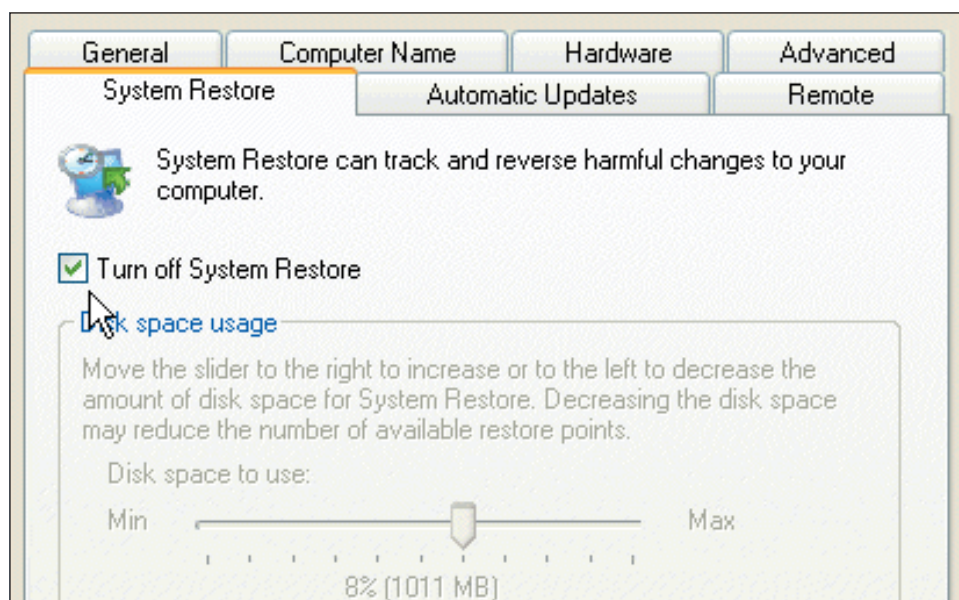 General Computer Name Hardware Advanced
System Restore Automatic Updates Remote
System Restore can track and reverse harmful changes to your
computer.
Turn off System Restore
Disk space usage
Move the slider to the right to increase or to the left to decrease the
amount of disk space for System Restore. Decreasing the disk space
may reduce the number of available restore points.
Disk space to use:
Min Max
8% (1011 MB)